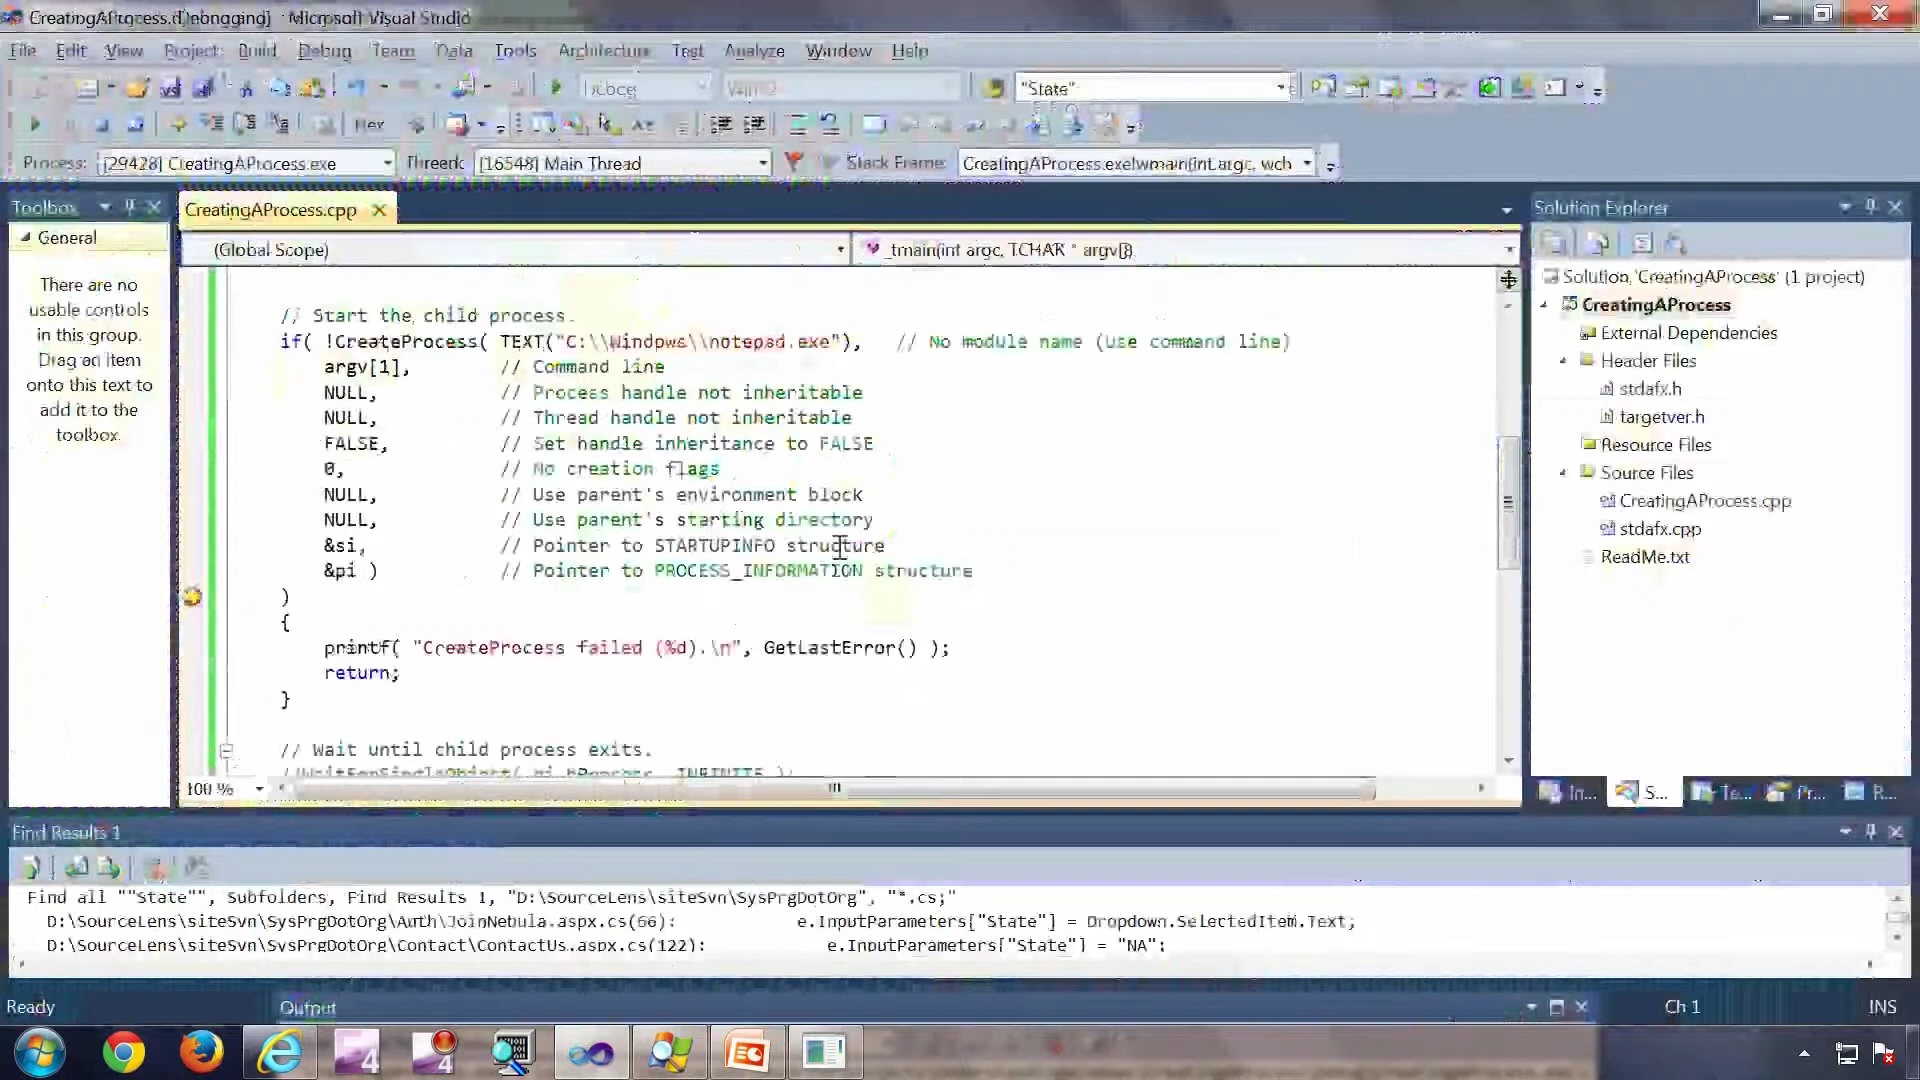 CreatingAProcess (Debugging) - Microsoft Visual Studio
File Edit View Project Build Debug Team Data Tools Architecture Test Analyze Window Help
"State"
Hex
Process: [29428] CreatingAProcess.exe Thread: [16548] Main Thread Stack Frame: CreatingAProcess.exe!wmain(int argc, wch
Toolbox
General
There are no
usable controls
in this group.
Drag an item
onto this text to
add it to the
toolbox.
CreatingAProcess.cpp
(Global Scope) _tmain(int argc, TCHAR * argv[])
// Start the child process.
if( !CreateProcess( TEXT("C:\\Windows\\notepad.exe"), // No module name (use command line)
argv[1], // Command line
NULL, // Process handle not inheritable
NULL, // Thread handle not inheritable
FALSE, // Set handle inheritance to FALSE
0, // No creation flags
NULL, // Use parent's environment block
NULL, // Use parent's starting directory
&si, // Pointer to STARTUPINFO structure
&pi ) // Pointer to PROCESS_INFORMATION structure
)
{
printf( "CreateProcess failed (%d).\n", GetLastError() );
return;
}
// Wait until child process exits.
//WaitForSingleObject( pi.hProcess, INFINITE );
100 %
Solution Explorer
Solution 'CreatingAProcess' (1 project)
CreatingAProcess
External Dependencies
Header Files
stdafx.h
targetver.h
Resource Files
Source Files
CreatingAProcess.cpp
stdafx.cpp
ReadMe.txt
In... S... Te... Pr... R...
Find Results 1
Find all ""State"", Subfolders, Find Results 1, "D:\SourceLens\siteSvn\SysPrgDotOrg", "*.cs;"
D:\SourceLens\siteSvn\SysPrgDotOrg\Auth\JoinNebula.aspx.cs(66): e.InputParameters["State"] = Dropdown.SelectedItem.Text;
D:\SourceLens\siteSvn\SysPrgDotOrg\Contact\ContactUs.aspx.cs(122): e.InputParameters["State"] = "NA";
Output
Ready Ch 1 INS